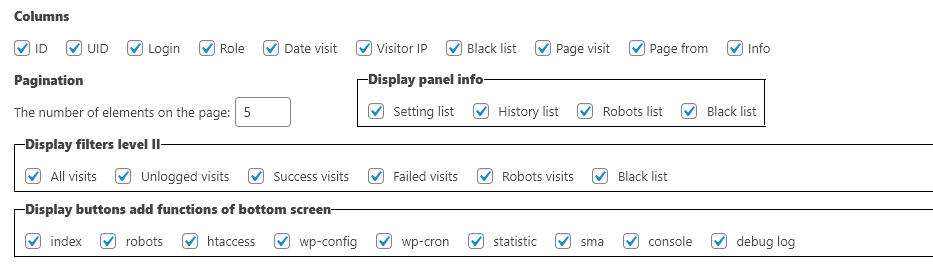 Columns
ID UID Login Role Date visit Visitor IP Black list Page visit Page from Info
Pagination
The number of elements on the page: 5
Display panel info
Setting list History list Robots list Black list
Display filters level II
All visits Unlogged visits Success visits Failed visits Robots visits Black list
Display buttons add functions of bottom screen
index robots htaccess wp-config wp-cron statistic sma console debug log